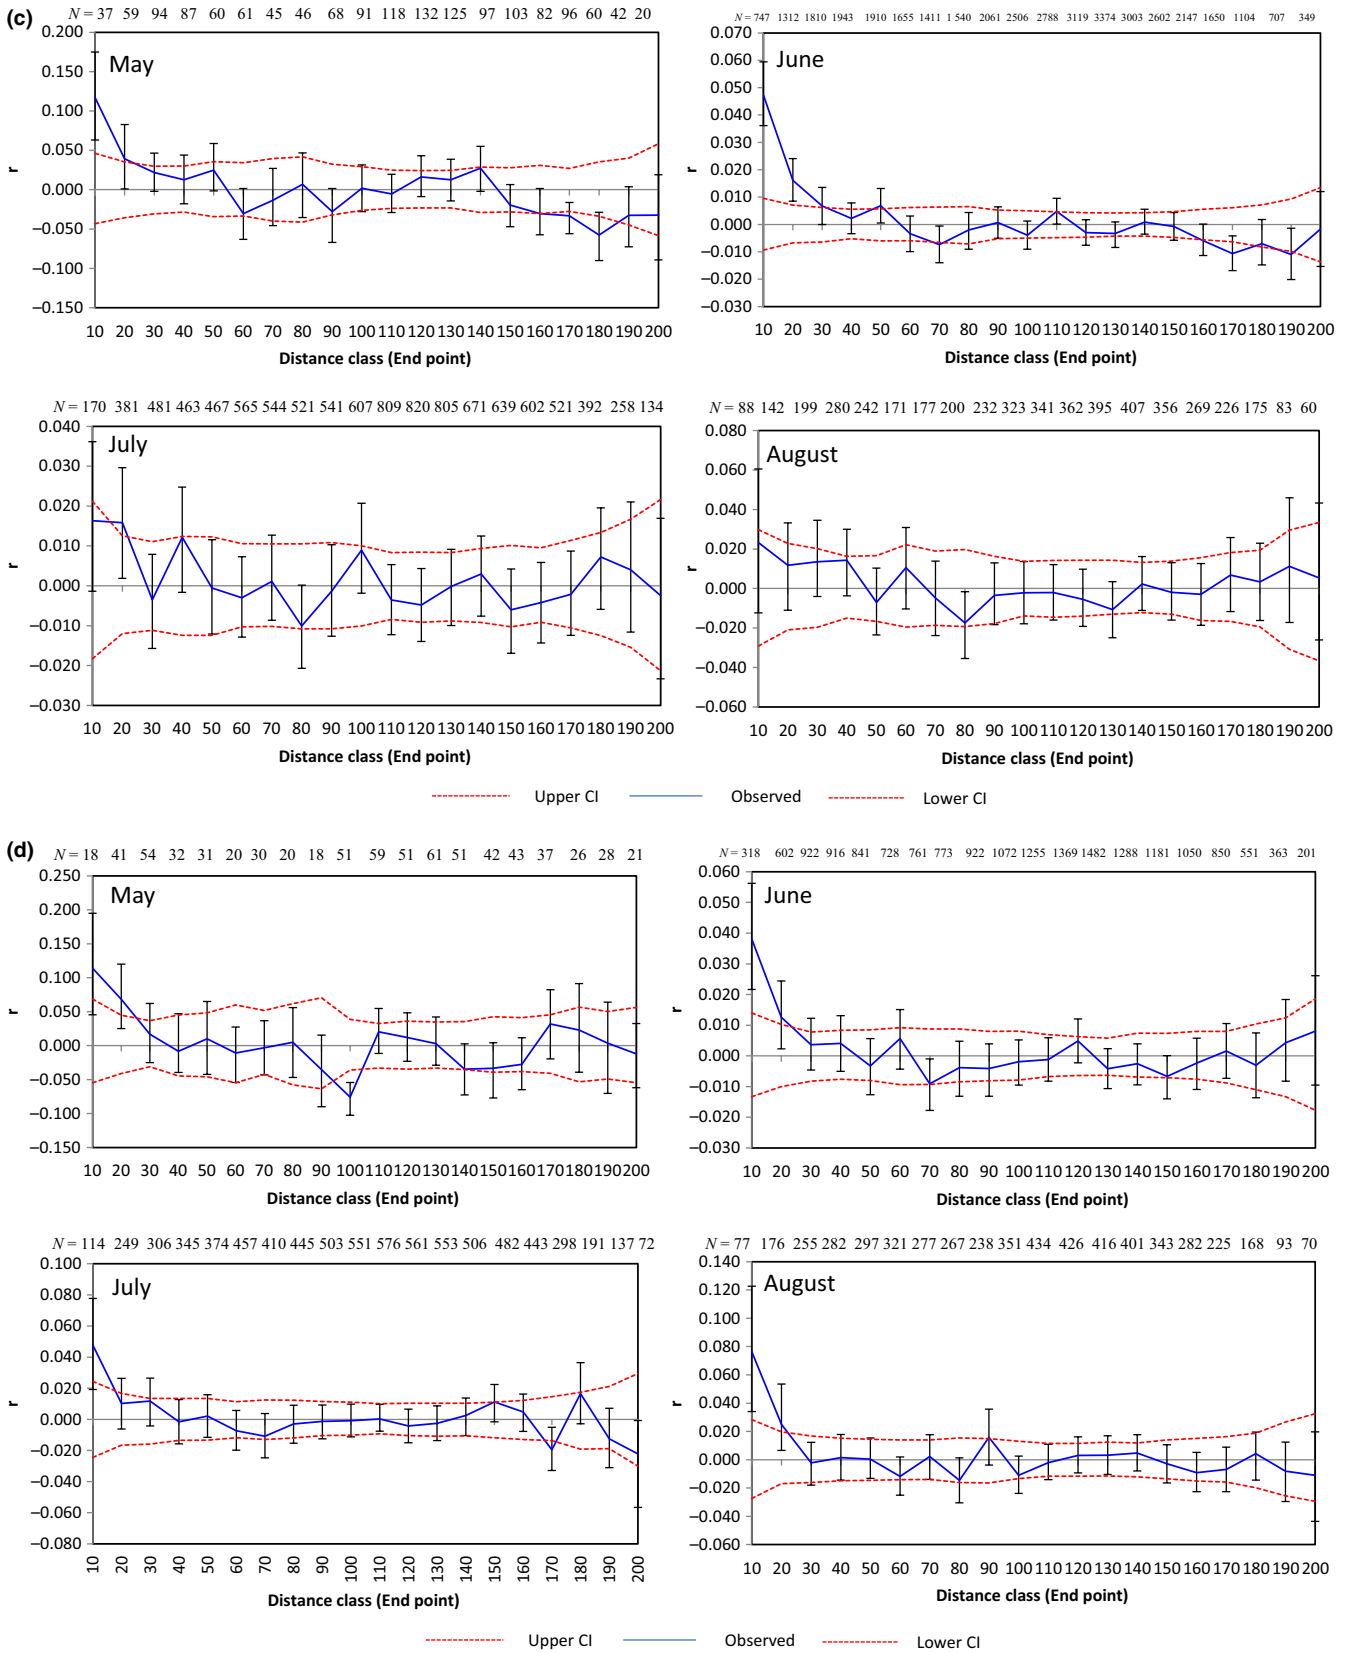 (c)
N = 37 59 94 87 60 61 45 46 68 91 118 132 125 97 103 82 96 60 42 20
0.200
0.150
0.100
0.050
0.000
−0.050
−0.100
−0.150
r
May
10 20 30 40 50 60 70 80 90 100 110 120 130 140 150 160 170 180 190 200
Distance class (End point)
N = 747 1312 1810 1943 1910 1655 1411 1 540 2061 2506 2788 3119 3374 3003 2602 2147 1650 1104 707 349
0.070
0.060
0.050
0.040
0.030
0.020
0.010
0.000
−0.010
−0.020
−0.030
r
June
10 20 30 40 50 60 70 80 90 100 110 120 130 140 150 160 170 180 190 200
Distance class (End point)
N = 170 381 481 463 467 565 544 521 541 607 809 820 805 671 639 602 521 392 258 134
0.040
0.030
0.020
0.010
0.000
−0.010
−0.020
−0.030
r
July
10 20 30 40 50 60 70 80 90 100 110 120 130 140 150 160 170 180 190 200
Distance class (End point)
N = 88 142 199 280 242 171 177 200 232 323 341 362 395 407 356 269 226 175 83 60
0.080
0.060
0.040
0.020
0.000
−0.020
−0.040
−0.060
r
August
10 20 30 40 50 60 70 80 90 100 110 120 130 140 150 160 170 180 190 200
Distance class (End point)
Upper CI Observed Lower CI
(d)
N = 18 41 54 32 31 20 30 20 18 51 59 51 61 51 42 43 37 26 28 21
0.250
0.200
0.150
0.100
0.050
0.000
−0.050
−0.100
−0.150
r
May
10 20 30 40 50 60 70 80 90 100 110 120 130 140 150 160 170 180 190 200
Distance class (End point)
N = 318 602 922 916 841 728 761 773 922 1072 1255 1369 1482 1288 1181 1050 850 551 363 201
0.060
0.050
0.040
0.030
0.020
0.010
0.000
−0.010
−0.020
−0.030
r
June
10 20 30 40 50 60 70 80 90 100 110 120 130 140 150 160 170 180 190 200
Distance class (End point)
N = 114 249 306 345 374 457 410 445 503 551 576 561 553 506 482 443 298 191 137 72
0.100
0.080
0.060
0.040
0.020
0.000
−0.020
−0.040
−0.060
−0.080
r
July
10 20 30 40 50 60 70 80 90 100 110 120 130 140 150 160 170 180 190 200
Distance class (End point)
N = 77 176 255 282 297 321 277 267 238 351 434 426 416 401 343 282 225 168 93 70
0.140
0.120
0.100
0.080
0.060
0.040
0.020
0.000
−0.020
−0.040
−0.060
r
August
10 20 30 40 50 60 70 80 90 100 110 120 130 140 150 160 170 180 190 200
Distance class (End point)
Upper CI Observed Lower CI